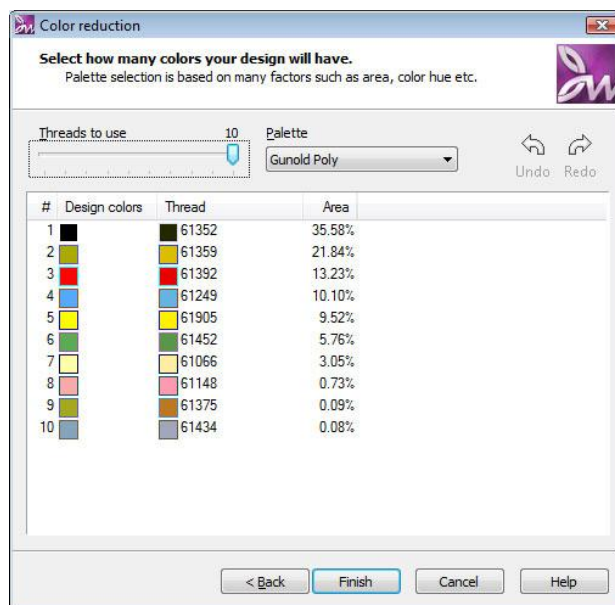 Color reduction
Select how many colors your design will have.
Palette selection is based on many factors such as area, color hue etc.
Threads to use 10 Palette
Gunold Poly
Undo Redo
# Design colors Thread Area
1 61352 35.58%
2 61359 21.84%
3 61392 13.23%
4 61249 10.10%
5 61905 9.52%
6 61452 5.76%
7 61066 3.05%
8 61148 0.73%
9 61375 0.09%
10 61434 0.08%
< Back Finish Cancel Help